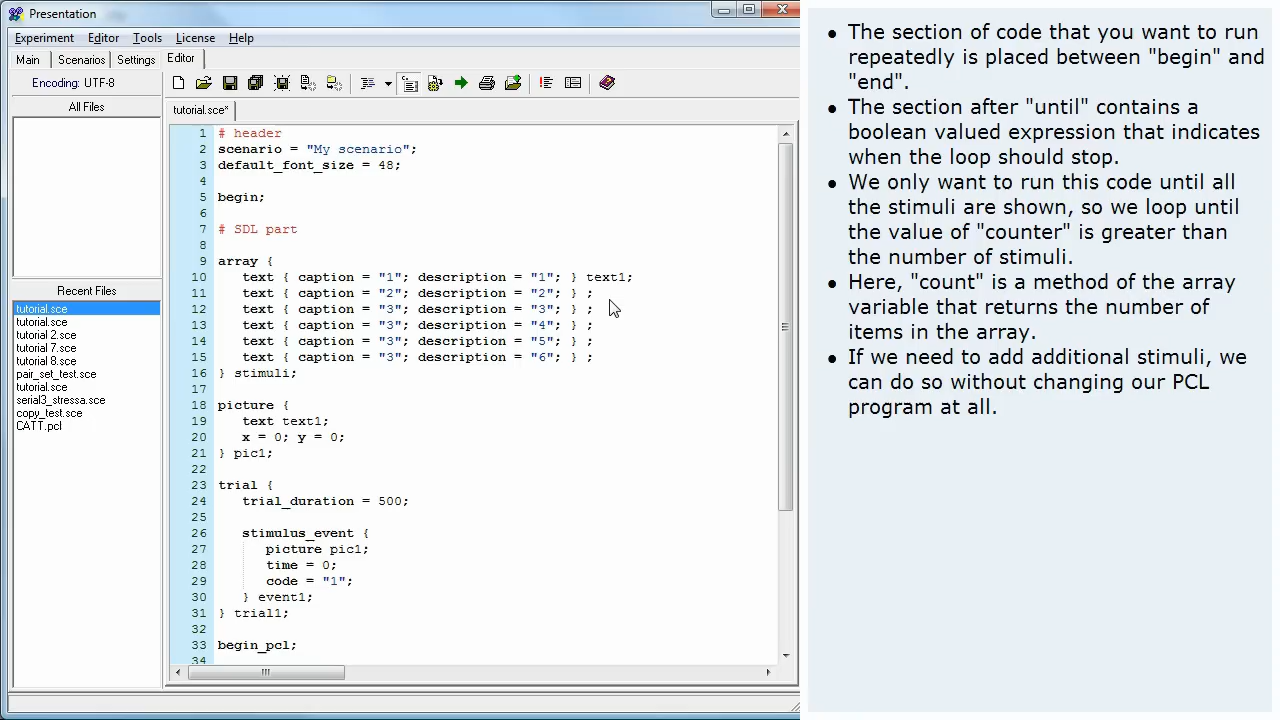 Presentation
Experiment Editor Tools License Help
Main Scenarios Settings Editor
Encoding: UTF-8
All Files
Recent Files
tutorial.sce
tutorial.sce
tutorial 2.sce
tutorial 7.sce
tutorial 8.sce
pair_set_test.sce
tutorial.sce
serial3_stressa.sce
copy_test.sce
CATT.pcl
tutorial.sce*
1 # header
2 scenario = "My scenario";
3 default_font_size = 48;
4
5 begin;
6
7 # SDL part
8
9 array {
10 text { caption = "1"; description = "1"; } text1;
11 text { caption = "2"; description = "2"; } ;
12 text { caption = "3"; description = "3"; } ;
13 text { caption = "3"; description = "4"; } ;
14 text { caption = "3"; description = "5"; } ;
15 text { caption = "3"; description = "6"; } ;
16 } stimuli;
17
18 picture {
19 text text1;
20 x = 0; y = 0;
21 } pic1;
22
23 trial {
24 trial_duration = 500;
25
26 stimulus_event {
27 picture pic1;
28 time = 0;
29 code = "1";
30 } event1;
31 } trial1;
32
33 begin_pcl;
34
• The section of code that you want to run
repeatedly is placed between "begin" and
"end".
• The section after "until" contains a
boolean valued expression that indicates
when the loop should stop.
• We only want to run this code until all
the stimuli are shown, so we loop until
the value of "counter" is greater than
the number of stimuli.
• Here, "count" is a method of the array
variable that returns the number of
items in the array.
• If we need to add additional stimuli, we
can do so without changing our PCL
program at all.